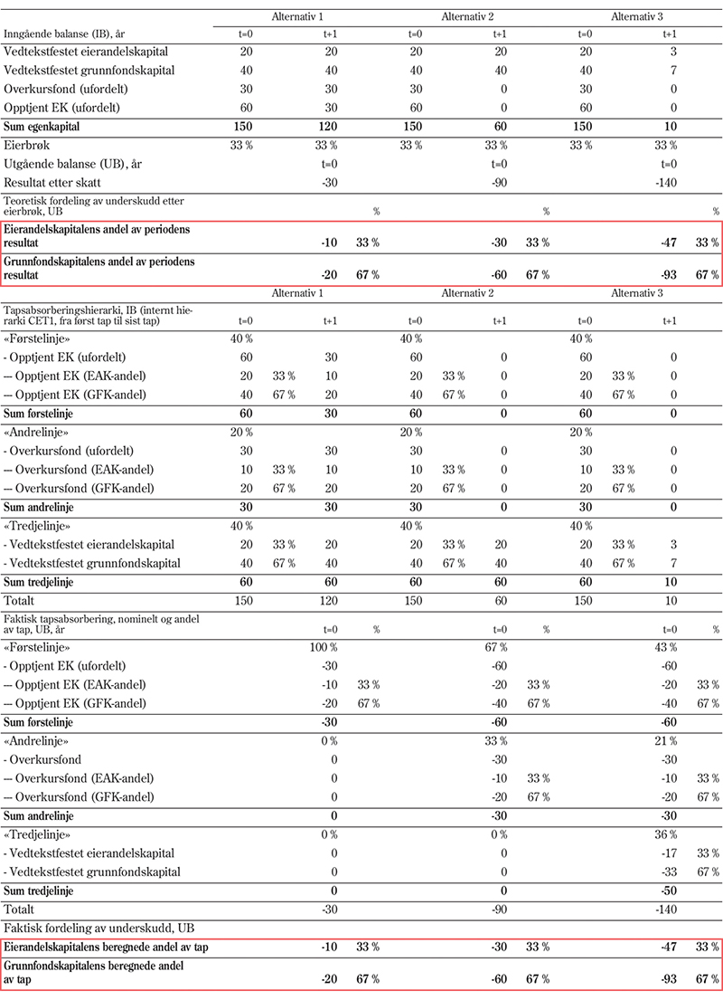 Alternativ 1 Alternativ 2 Alternativ 3
Inngående balanse (IB), år t=0 t+1 t=0 t+1 t=0 t+1
Vedtekstfestet eierandelskapital 20 20 20 20 20 3
Vedtekstfestet grunnfondskapital 40 40 40 40 40 7
Overkursfond (ufordelt) 30 30 30 0 30 0
Opptjent EK (ufordelt) 60 30 60 0 60 0
Sum egenkapital 150 120 150 60 150 10
Eierbrøk 33 % 33 % 33 % 33 % 33 % 33 %
Utgående balanse (UB), år t=0 t=0 t=0
Resultat etter skatt -30 -90 -140
Teoretisk fordeling av underskudd etter
eierbrøk, UB % % %
Eierandelskapitalens andel av periodens
resultat -10 33 % -30 33 % -47 33 %
Grunnfondskapitalens andel av periodens
resultat -20 67 % -60 67 % -93 67 %
Alternativ 1 Alternativ 2 Alternativ 3
Tapsabsorberingshierarki, IB (internt hie-
rarki CET1, fra først tap til sist tap) t=0 t+1 t=0 t+1 t=0 t+1
«Førstelinje» 40 % 40 % 40 %
- Opptjent EK (ufordelt) 60 30 60 0 60 0
-– Opptjent EK (EAK-andel) 20 33 % 10 20 33 % 0 20 33 % 0
-– Opptjent EK (GFK-andel) 40 67 % 20 40 67 % 0 40 67 % 0
Sum førstelinje 60 30 60 0 60 0
«Andrelinje» 20 % 20 % 20 %
- Overkursfond (ufordelt) 30 30 30 0 30 0
-– Overkursfond (EAK-andel) 10 33 % 10 10 33 % 0 10 33 % 0
-– Overkursfond (GFK-andel) 20 67 % 20 20 67 % 0 20 67 % 0
Sum andrelinje 30 30 30 0 30 0
«Tredjelinje» 40 % 40 % 40 %
- Vedtekstfestet eierandelskapital 20 33 % 20 20 33 % 20 20 33 % 3
- Vedtekstfestet grunnfondskapital 40 67 % 40 40 67 % 40 40 67 % 7
Sum tredjelinje 60 60 60 60 60 10
Totalt 150 120 150 60 150 10
Faktisk tapsabsorbering, nominelt og andel
av tap, UB, år t=0 % t=0 % t=0 %
«Førstelinje» 100 % 67 % 43 %
- Opptjent EK (ufordelt) -30 -60 -60
-– Opptjent EK (EAK-andel) -10 33 % -20 33 % -20 33 %
-– Opptjent EK (GFK-andel) -20 67 % -40 67 % -40 67 %
Sum førstelinje -30 -60 -60
«Andrelinje» 0 % 33 % 21 %
- Overkursfond 0 -30 -30
-– Overkursfond (EAK-andel) 0 -10 33 % -10 33 %
-– Overkursfond (GFK-andel) 0 -20 67 % -20 67 %
Sum andrelinje 0 -30 -30
«Tredjelinje» 0 % 0 % 36 %
- Vedtekstfestet eierandelskapital 0 0 -17 33 %
- Vedtekstfestet grunnfondskapital 0 0 -33 67 %
Sum tredjelinje 0 0 -50
Totalt -30 -90 -140
Faktisk fordeling av underskudd, UB
Eierandelskapitalens beregnede andel av tap -10 33 % -30 33 % -47 33 %
Grunnfondskapitalens beregnede andel
av tap -20 67 % -60 67 % -93 67 %